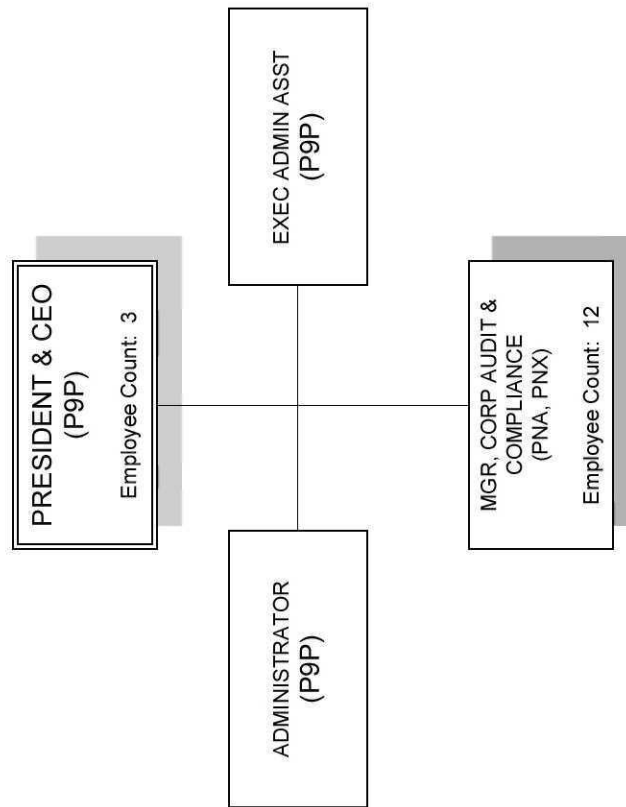 PRESIDENT & CEO
(P9P)
Employee Count: 3
ADMINISTRATOR
(P9P)
EXEC ADMIN ASST
(P9P)
MGR, CORP AUDIT &
COMPLIANCE
(PNA, PNX)
Employee Count: 12